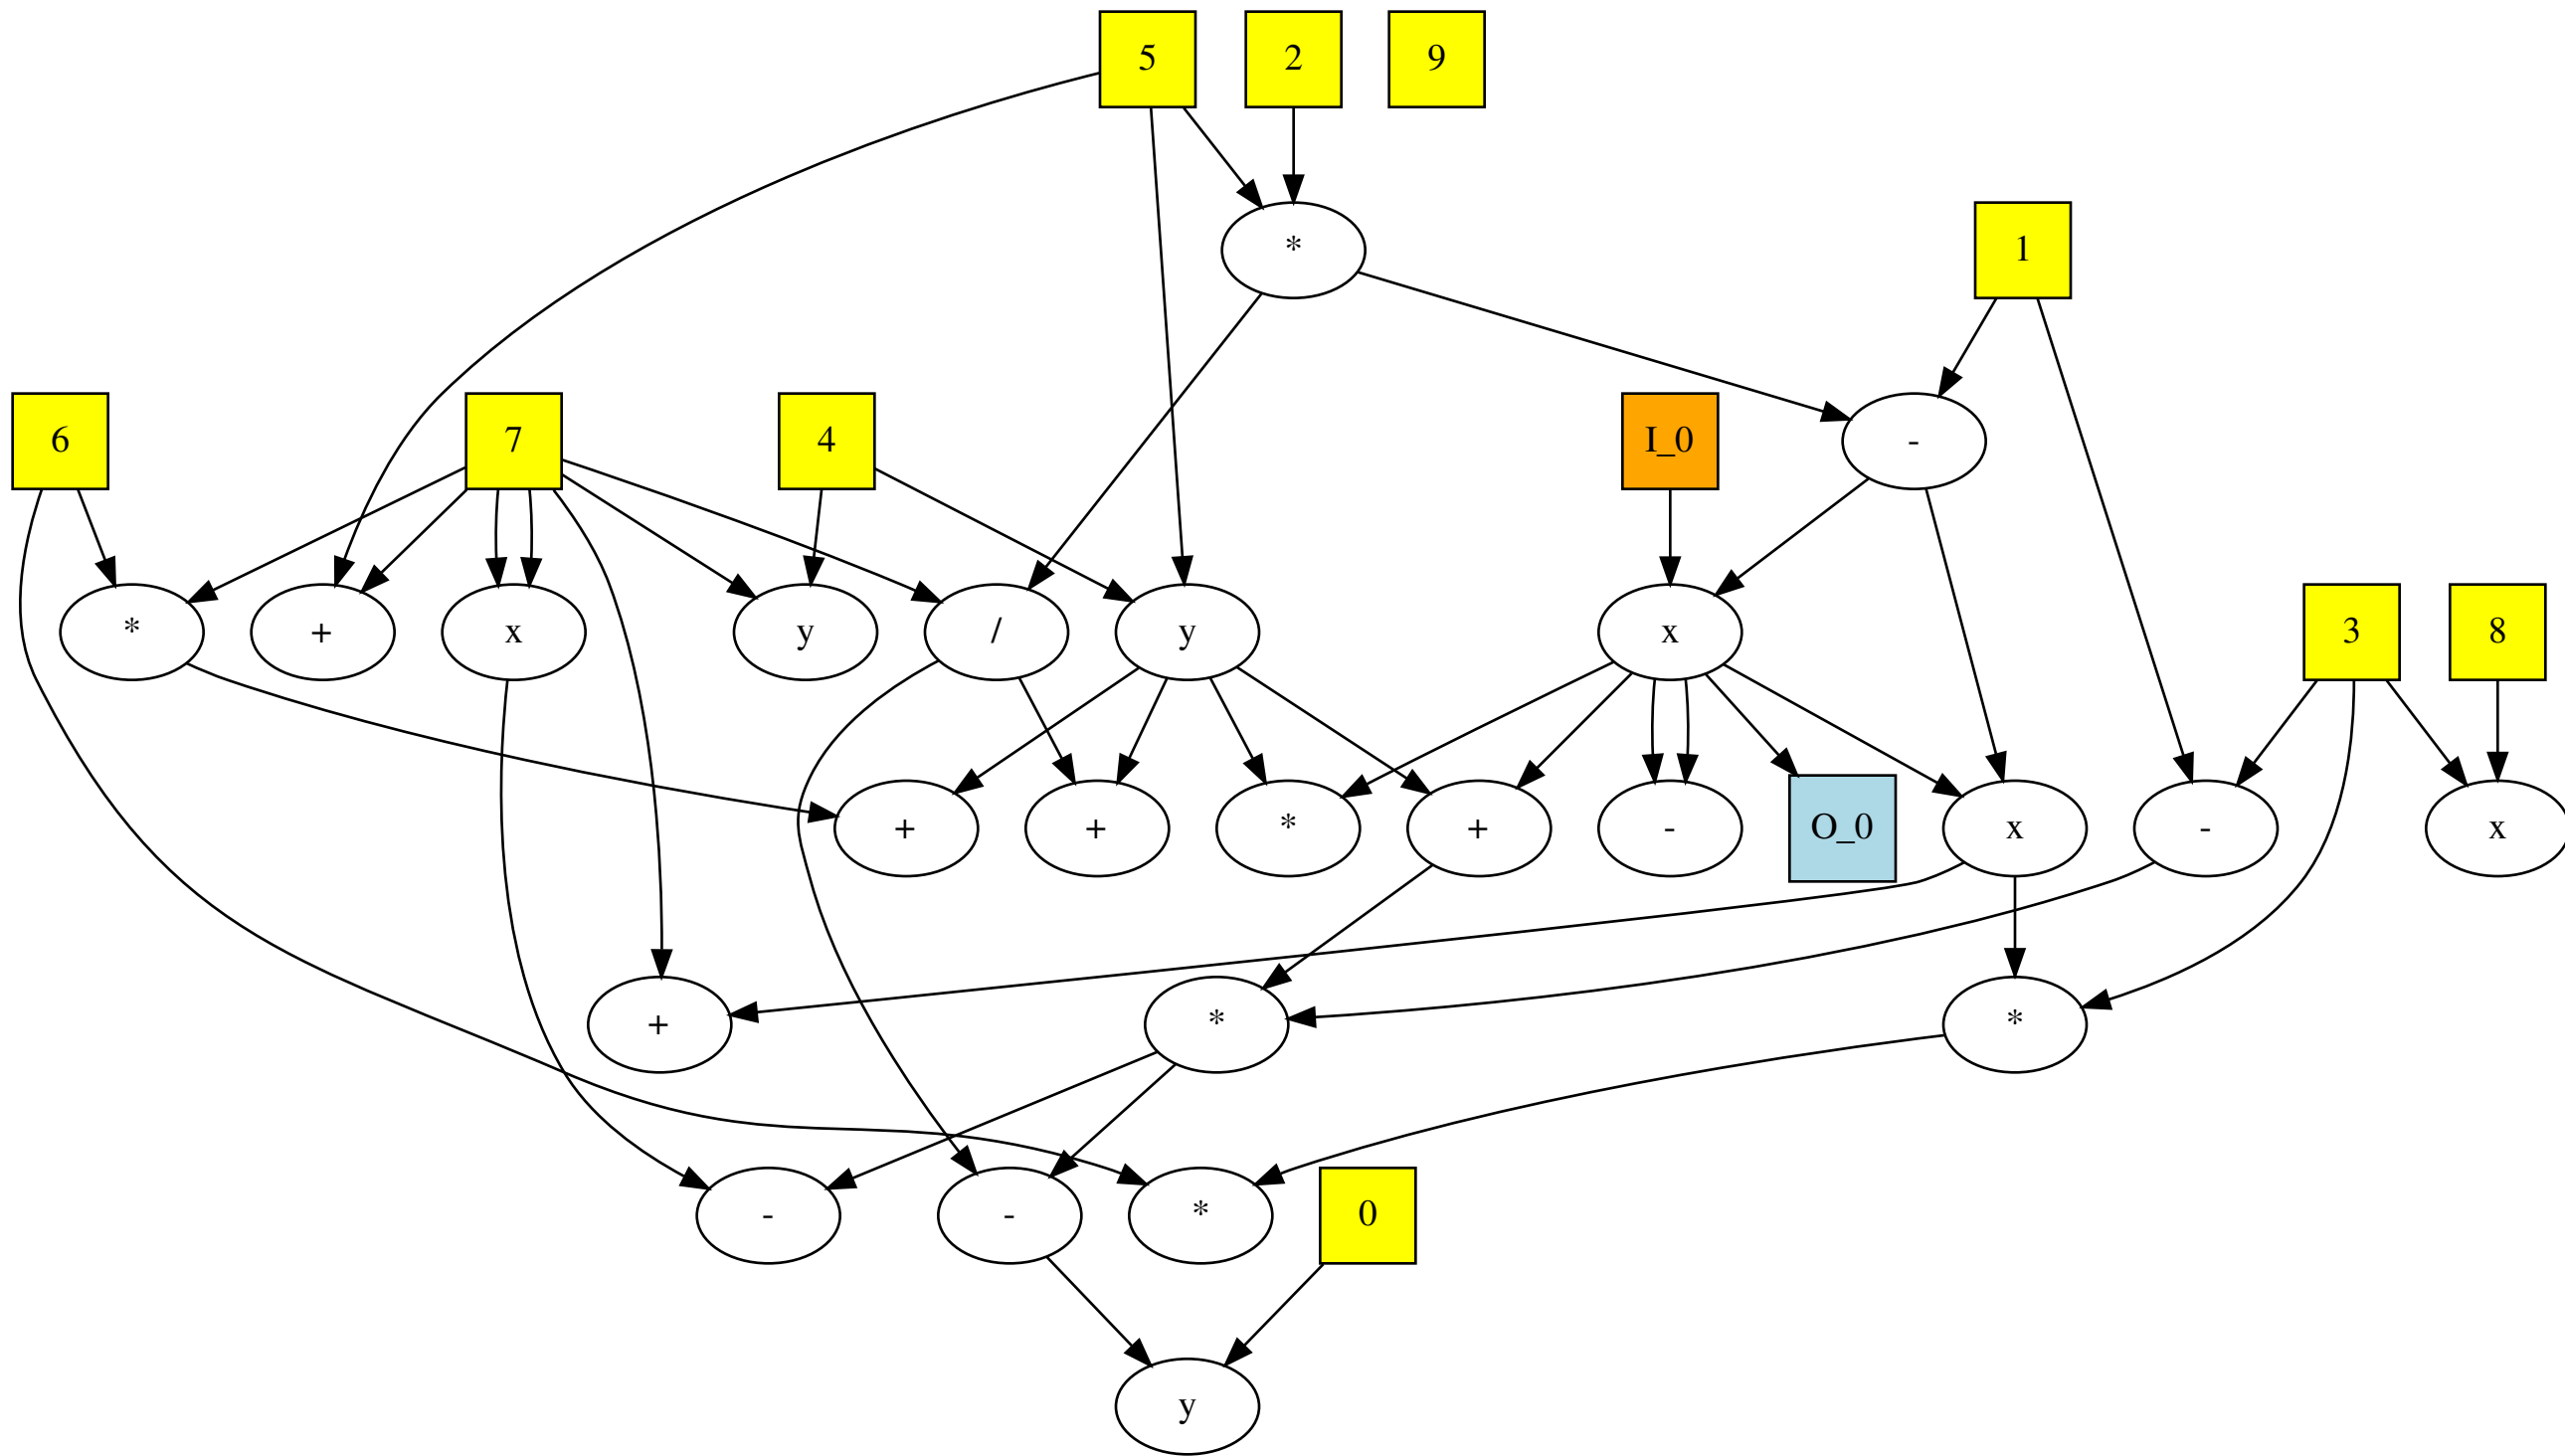 5 2 9
*
1
6 7 4 I_0 -
* + x y / y x 3 8
+ + * + - O_0 x - x
+ * *
- - * 0
y